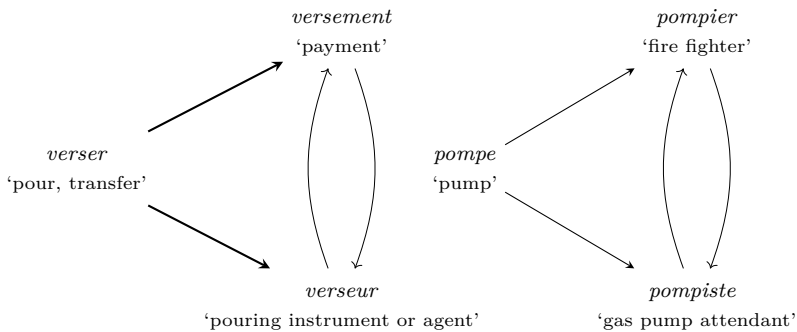 versement
‘payment’
verser
‘pour, transfer’
verseur
‘pouring instrument or agent’
pompier
‘fire fighter’
pompe
‘pump’
pompiste
‘gas pump attendant’